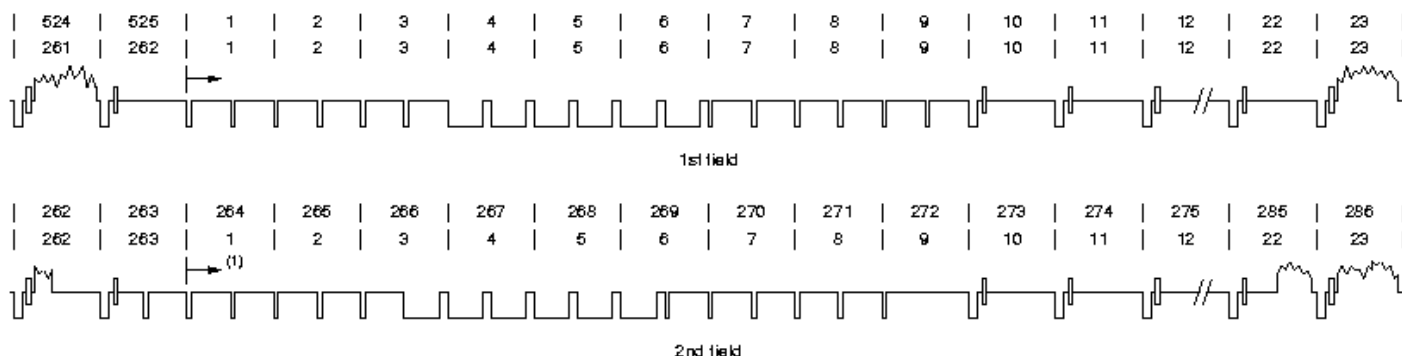 524 525 1 2 3 4 5 6 7 8 9 10 11 12 22 23
261 262 1 2 3 4 5 6 7 8 9 10 11 12 22 23
1st field
262 263 264 265 266 267 268 269 270 271 272 273 274 275 285 286
262 263 1 2 3 4 5 6 7 8 9 10 11 12 22 23
(1)
2nd field